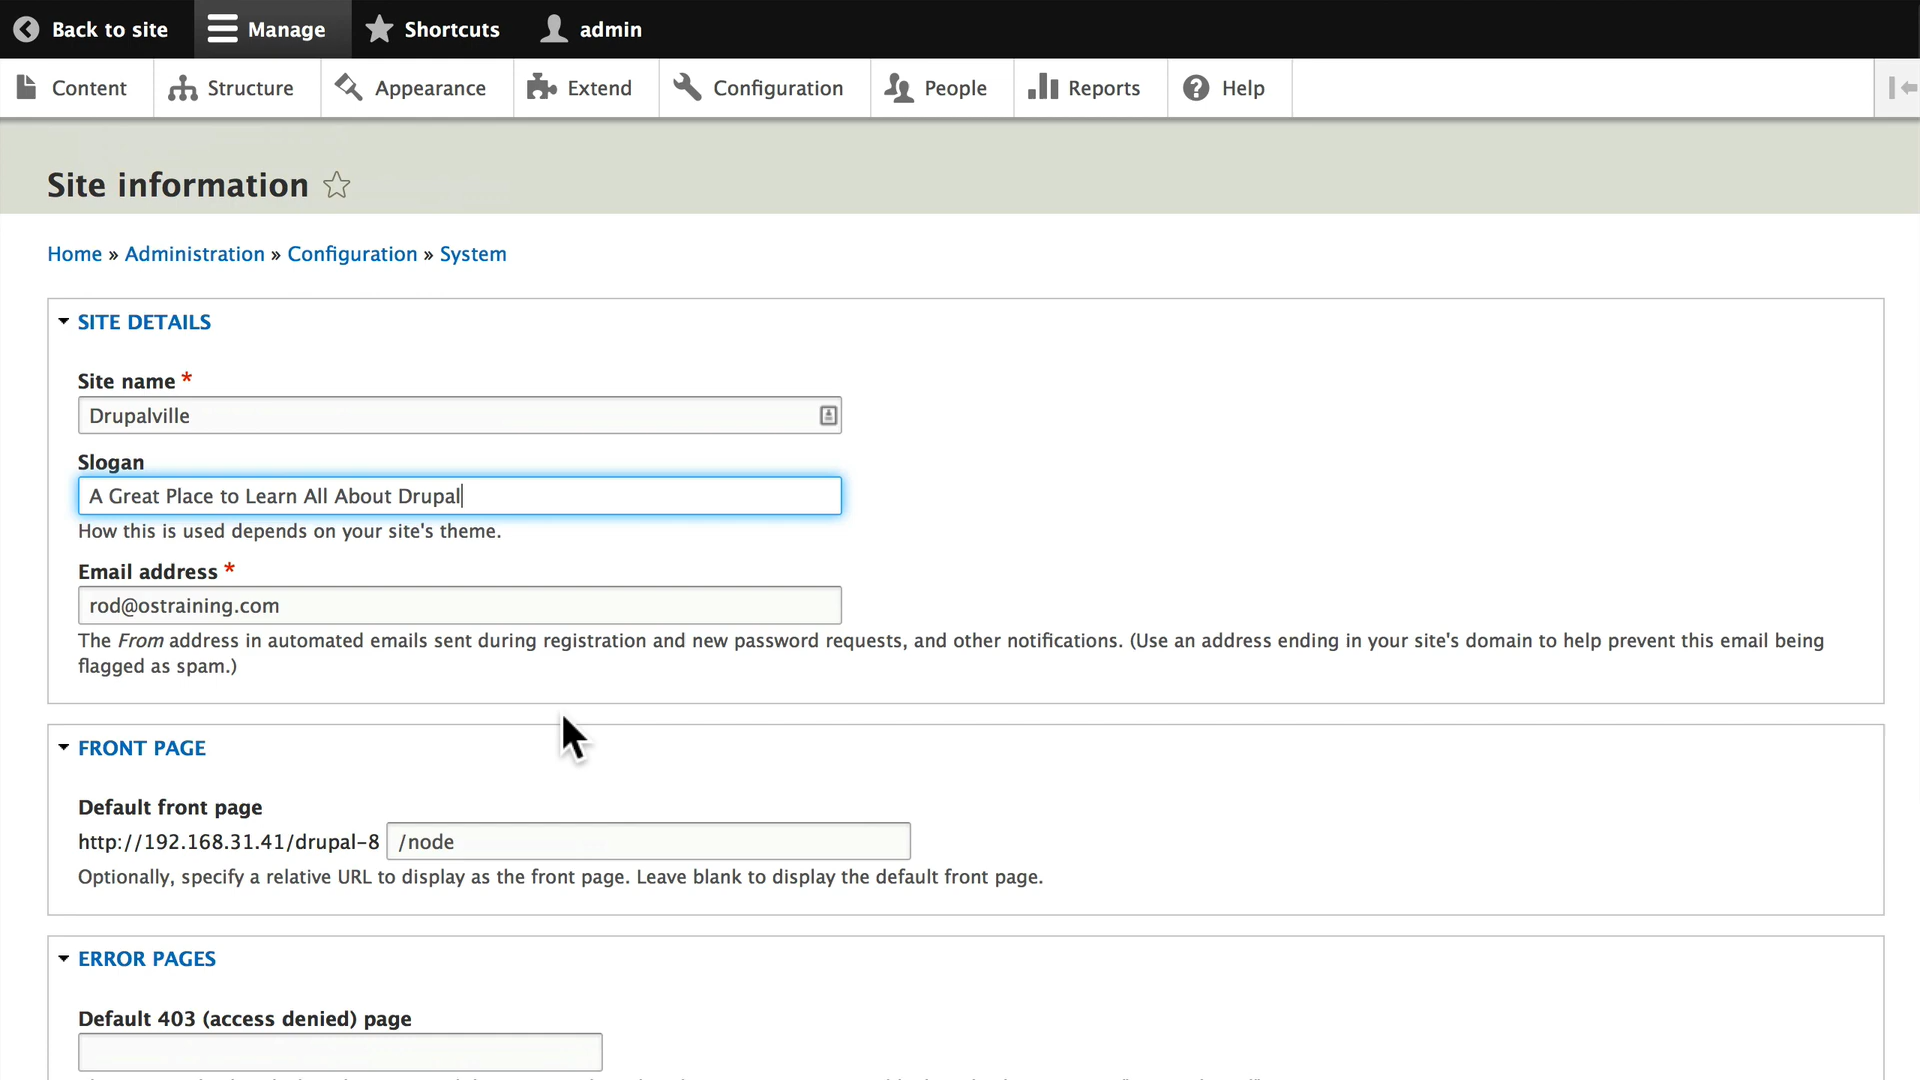 Back to site Manage Shortcuts admin
Content Structure Appearance Extend Configuration People Reports Help
Site information
Home » Administration » Configuration » System
SITE DETAILS
Site name *
Drupalville
Slogan
A Great Place to Learn All About Drupal
How this is used depends on your site's theme.
Email address *
rod@ostraining.com
The From address in automated emails sent during registration and new password requests, and other notifications. (Use an address ending in your site's domain to help prevent this email being
flagged as spam.)
FRONT PAGE
Default front page
http://192.168.31.41/drupal-8 /node
Optionally, specify a relative URL to display as the front page. Leave blank to display the default front page.
ERROR PAGES
Default 403 (access denied) page